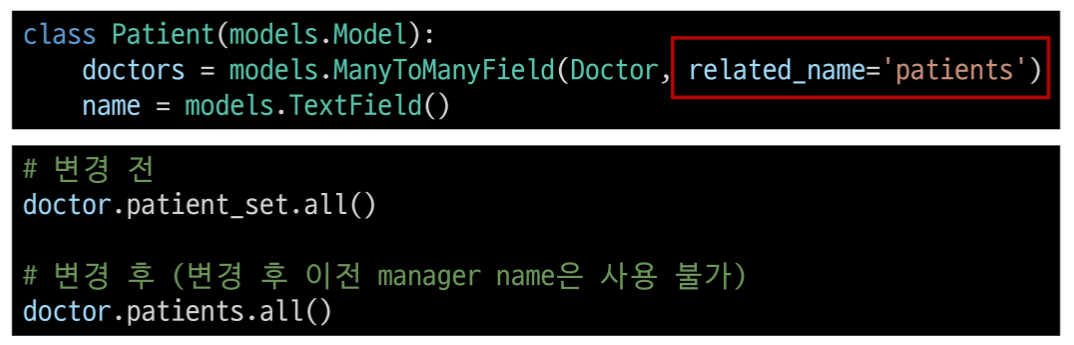 class Patient(models.Model):
    doctors = models.ManyToManyField(Doctor, related_name='patients')
    name = models.TextField()
# 변경 전
doctor.patient_set.all()
# 변경 후 (변경 후 이전 manager name은 사용 불가)
doctor.patients.all()